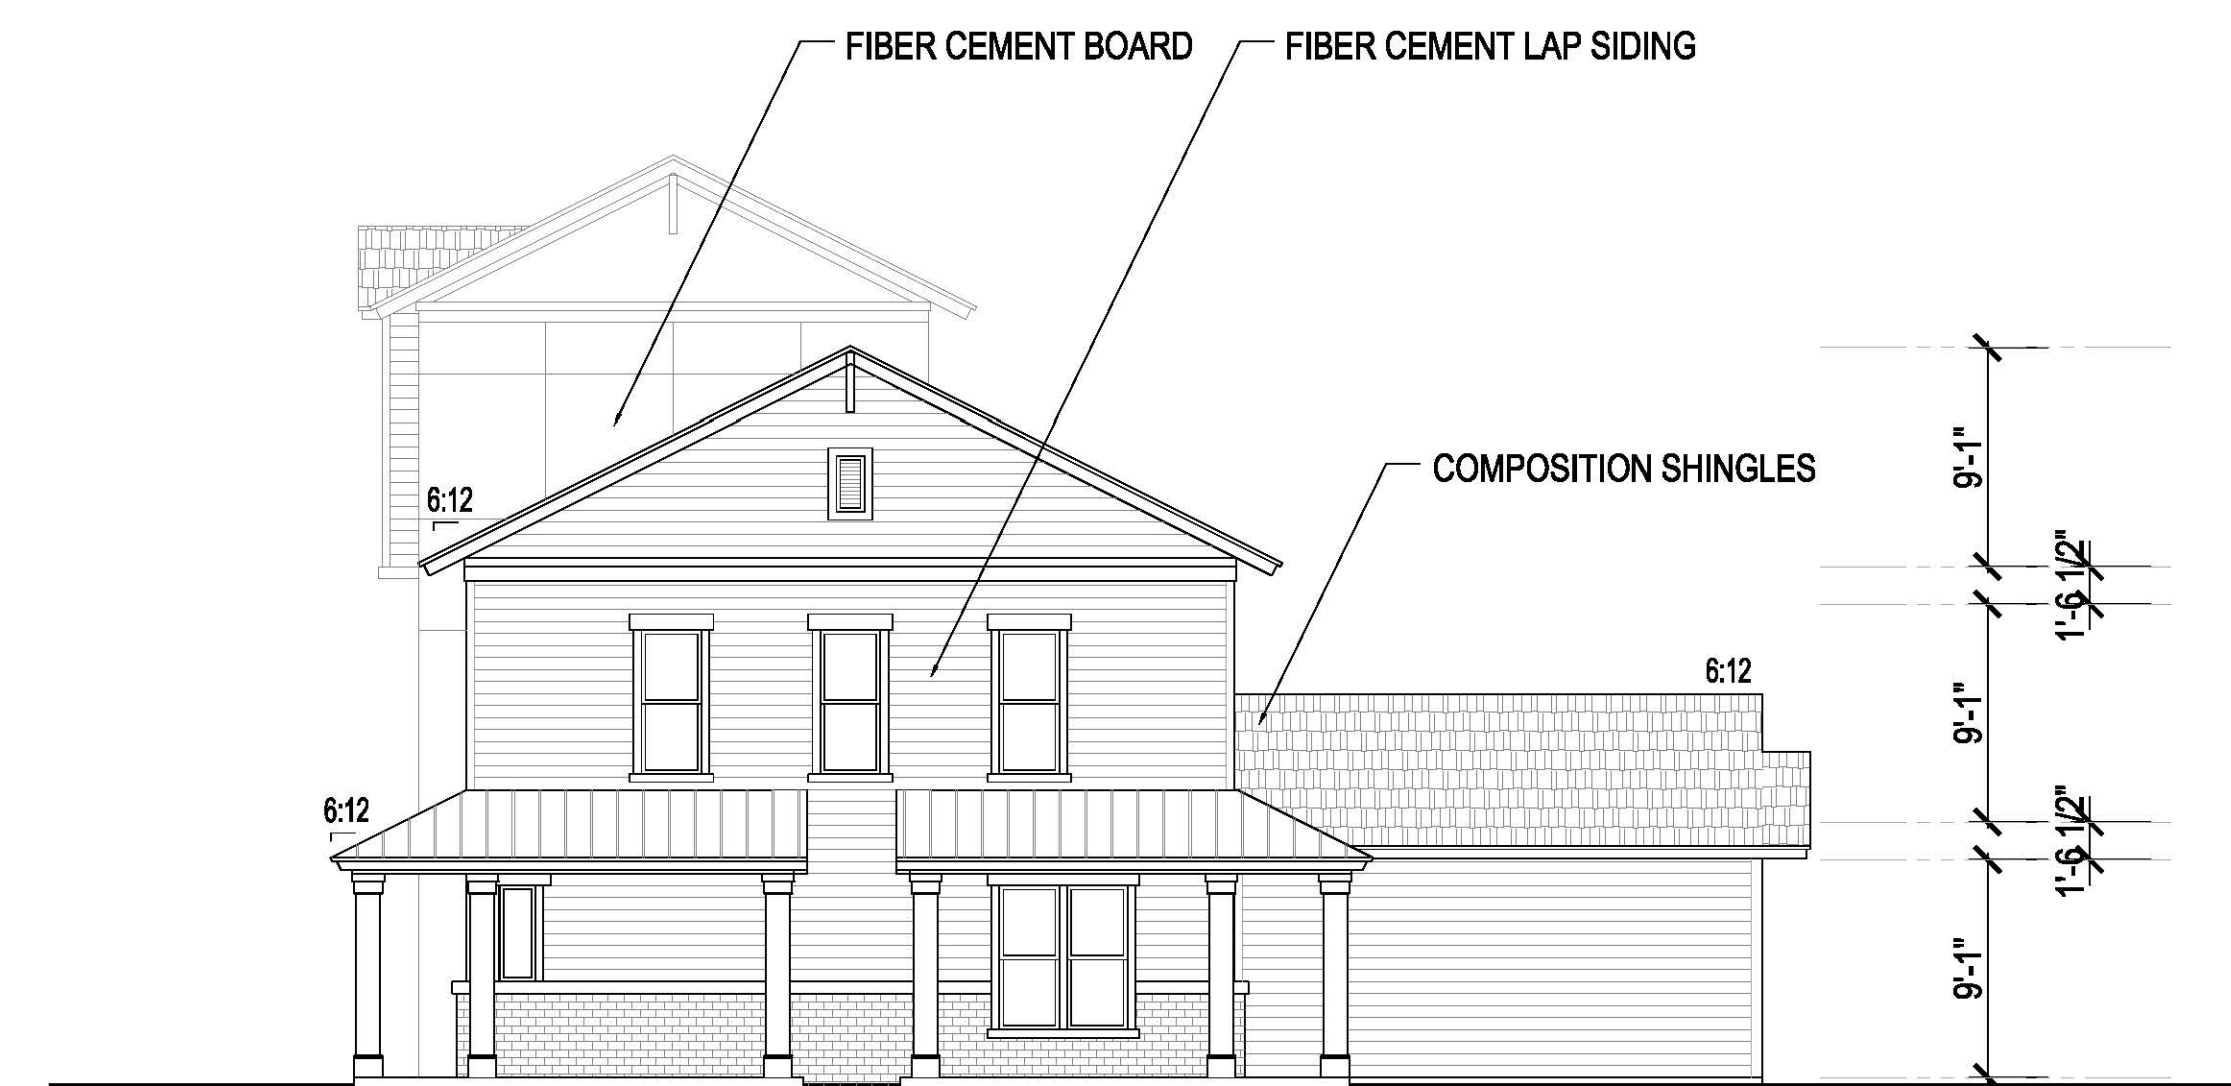 FIBER CEMENT BOARD
FIBER CEMENT LAP SIDING
COMPOSITION SHINGLES
6:12
6:12
6:12
9'-1"
1'-6 1/2"
9'-1"
1'-6 1/2"
9'-1"